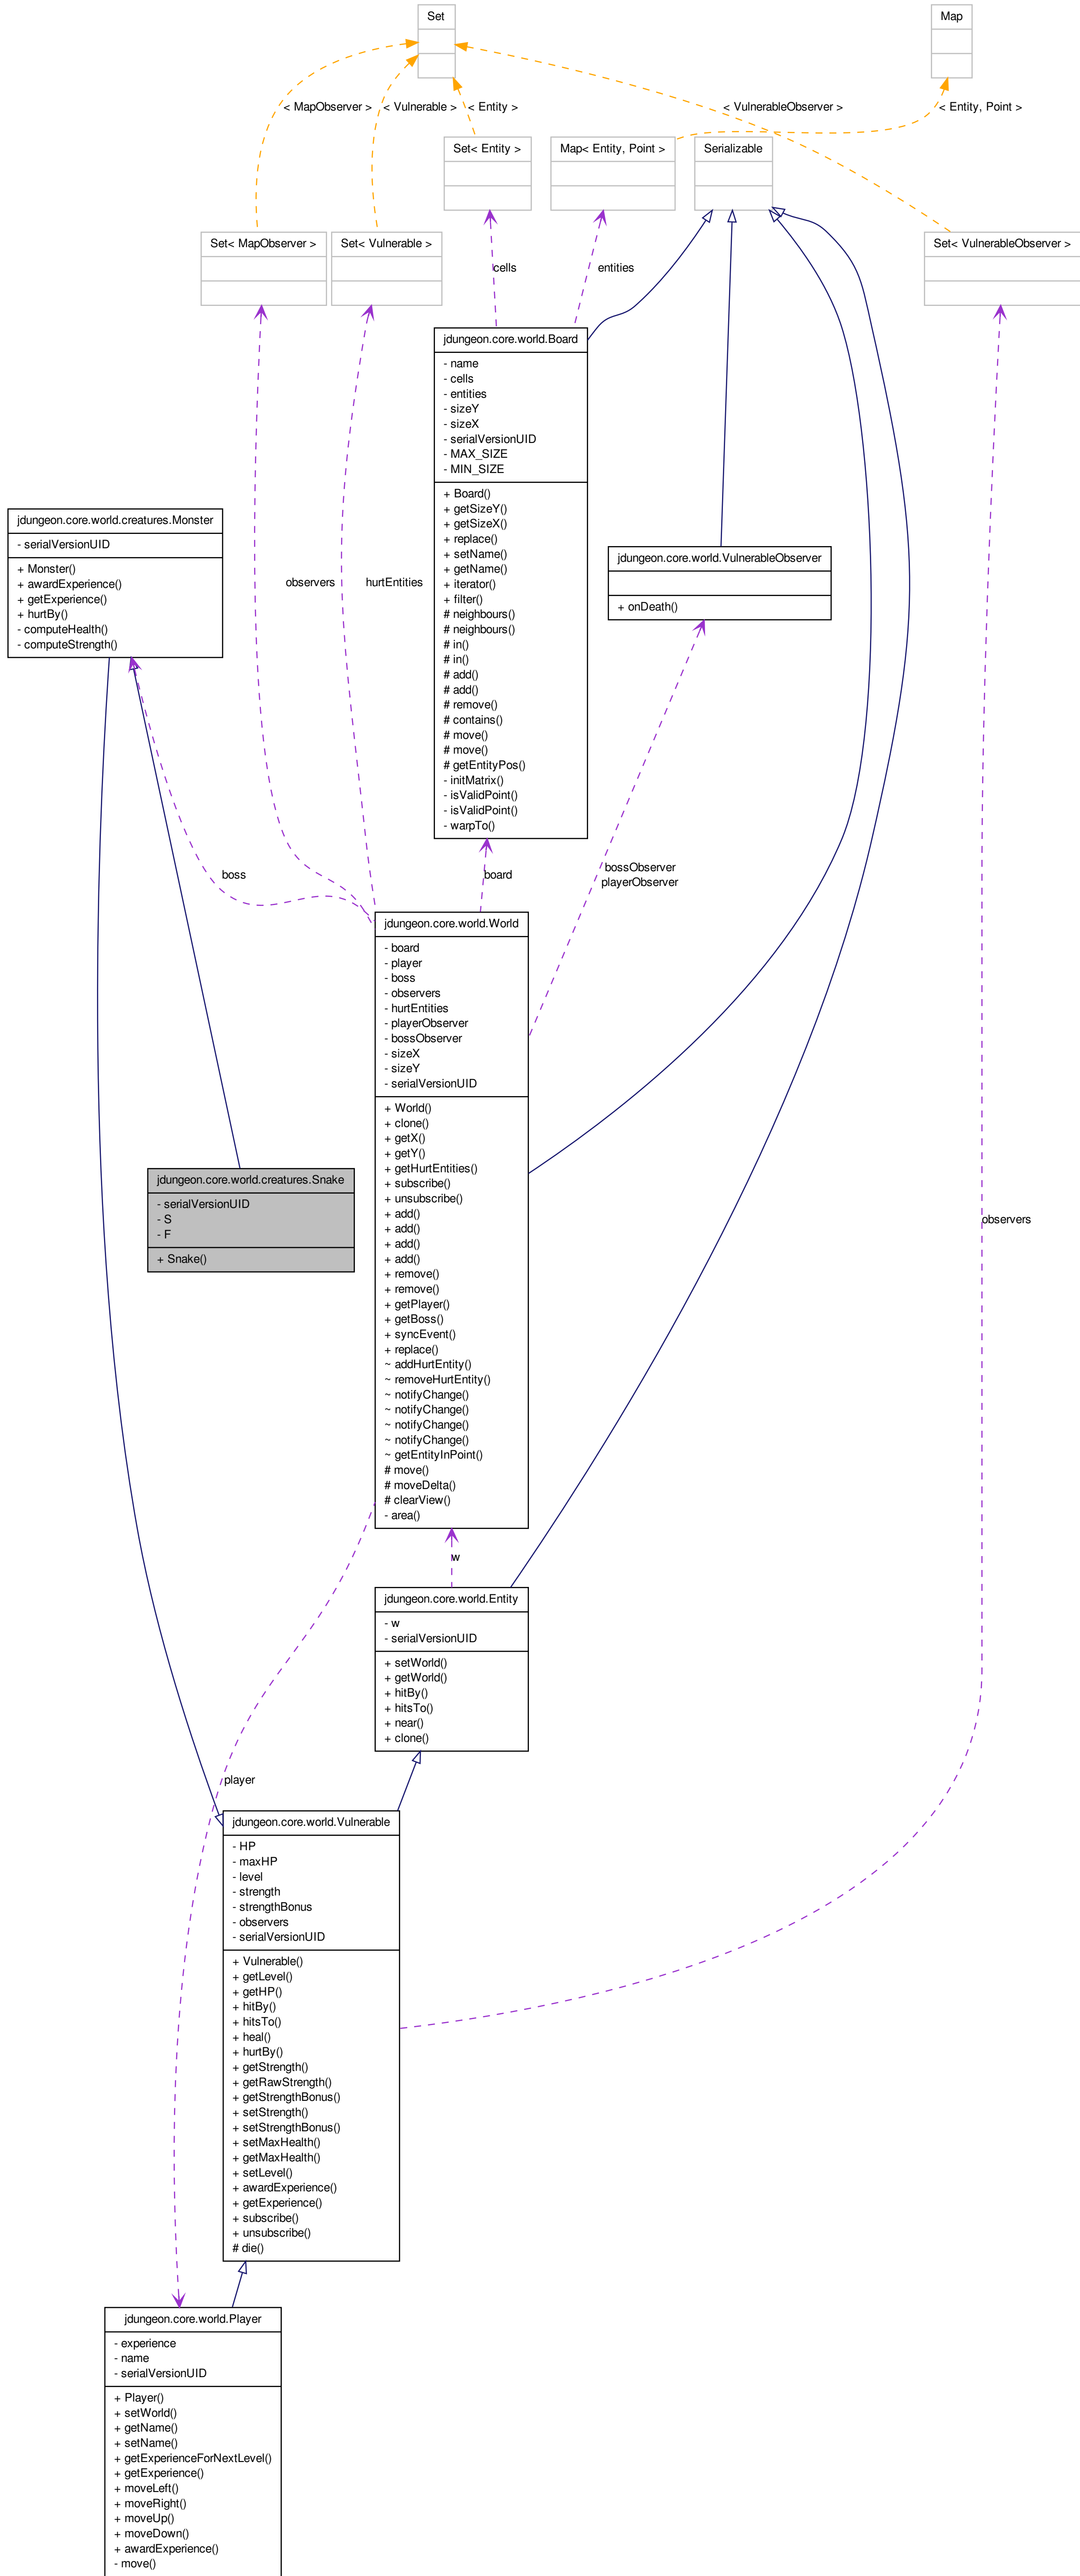 Set
Map
< MapObserver >
< Vulnerable >
< Entity >
< VulnerableObserver >
< Entity, Point >
Set< Entity >
Map< Entity, Point >
Serializable
Set< MapObserver >
Set< Vulnerable >
Set< VulnerableObserver >
cells
entities
jdungeon.core.world.Board
- name
- cells
- entities
- sizeY
- sizeX
- serialVersionUID
- MAX_SIZE
- MIN_SIZE
+ Board()
+ getSizeY()
+ getSizeX()
+ replace()
+ setName()
+ getName()
+ iterator()
+ filter()
# neighbours()
# neighbours()
# in()
# in()
# add()
# add()
# remove()
# contains()
# move()
# move()
# getEntityPos()
- initMatrix()
- isValidPoint()
- isValidPoint()
- warpTo()
jdungeon.core.world.creatures.Monster
- serialVersionUID
+ Monster()
+ awardExperience()
+ getExperience()
+ hurtBy()
- computeHealth()
- computeStrength()
observers
hurtEntities
jdungeon.core.world.VulnerableObserver
+ onDeath()
boss
board
bossObserver
playerObserver
jdungeon.core.world.World
- board
- player
- boss
- observers
- hurtEntities
- playerObserver
- bossObserver
- sizeX
- sizeY
- serialVersionUID
+ World()
+ clone()
+ getX()
+ getY()
+ getHurtEntities()
+ subscribe()
+ unsubscribe()
+ add()
+ add()
+ add()
+ add()
+ remove()
+ remove()
+ getPlayer()
+ getBoss()
+ syncEvent()
+ replace()
~ addHurtEntity()
~ removeHurtEntity()
~ notifyChange()
~ notifyChange()
~ notifyChange()
~ notifyChange()
~ getEntityInPoint()
# move()
# moveDelta()
# clearView()
- area()
jdungeon.core.world.creatures.Snake
- serialVersionUID
- S
- F
+ Snake()
observers
w
jdungeon.core.world.Entity
- w
- serialVersionUID
+ setWorld()
+ getWorld()
+ hitBy()
+ hitsTo()
+ near()
+ clone()
player
jdungeon.core.world.Vulnerable
- HP
- maxHP
- level
- strength
- strengthBonus
- observers
- serialVersionUID
+ Vulnerable()
+ getLevel()
+ getHP()
+ hitBy()
+ hitsTo()
+ heal()
+ hurtBy()
+ getStrength()
+ getRawStrength()
+ getStrengthBonus()
+ setStrength()
+ setStrengthBonus()
+ setMaxHealth()
+ getMaxHealth()
+ setLevel()
+ awardExperience()
+ getExperience()
+ subscribe()
+ unsubscribe()
# die()
jdungeon.core.world.Player
- experience
- name
- serialVersionUID
+ Player()
+ setWorld()
+ getName()
+ setName()
+ getExperienceForNextLevel()
+ getExperience()
+ moveLeft()
+ moveRight()
+ moveUp()
+ moveDown()
+ awardExperience()
- move()